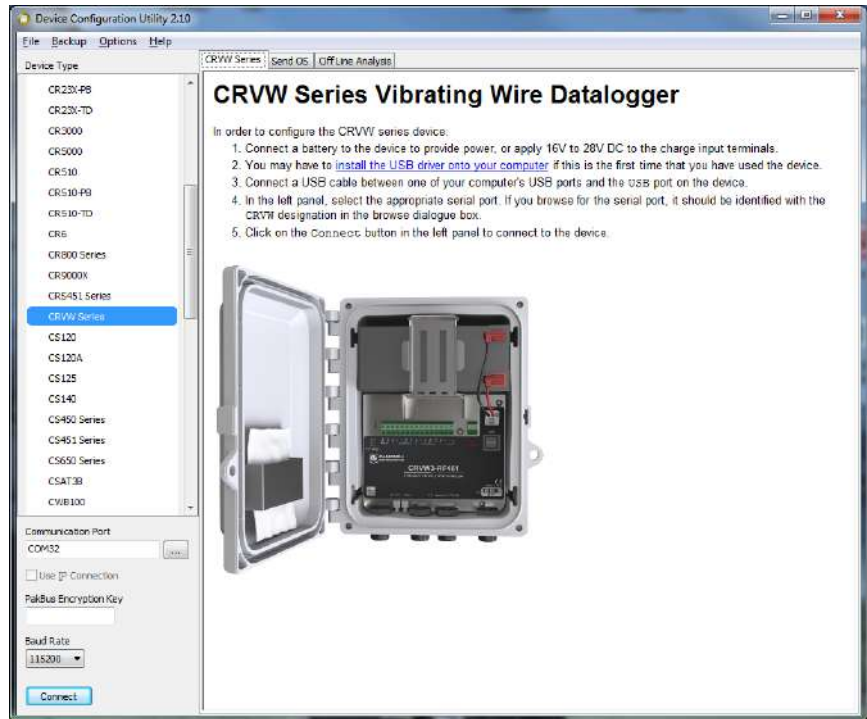 Device Configuration Utility 2.10
File Backup Options Help
Device Type
CR23X-PB
CR23X-TD
CR3000
CR5000
CR510
CR510-PB
CR510-TD
CR6
CR800 Series
CR9000X
CRS451 Series
CRVW Series
CS120
CS120A
CS125
CS140
CS450 Series
CS451 Series
CS650 Series
CSAT3B
CWB100
Communication Port
COM32
...
Use IP Connection
PakBus Encryption Key
Baud Rate
115200
Connect
CRVW Series Send OS Off Line Analysis
CRVW Series Vibrating Wire Datalogger
In order to configure the CRVW series device:
1. Connect a battery to the device to provide power, or apply 16V to 28V DC to the charge input terminals.
2. You may have to install the USB driver onto your computer if this is the first time that you have used the device.
3. Connect a USB cable between one of your computer's USB ports and the USB port on the device.
4. In the left panel, select the appropriate serial port. If you browse for the serial port, it should be identified with the
CRVW designation in the browse dialogue box.
5. Click on the Connect button in the left panel to connect to the device.
CRVW3-RF451